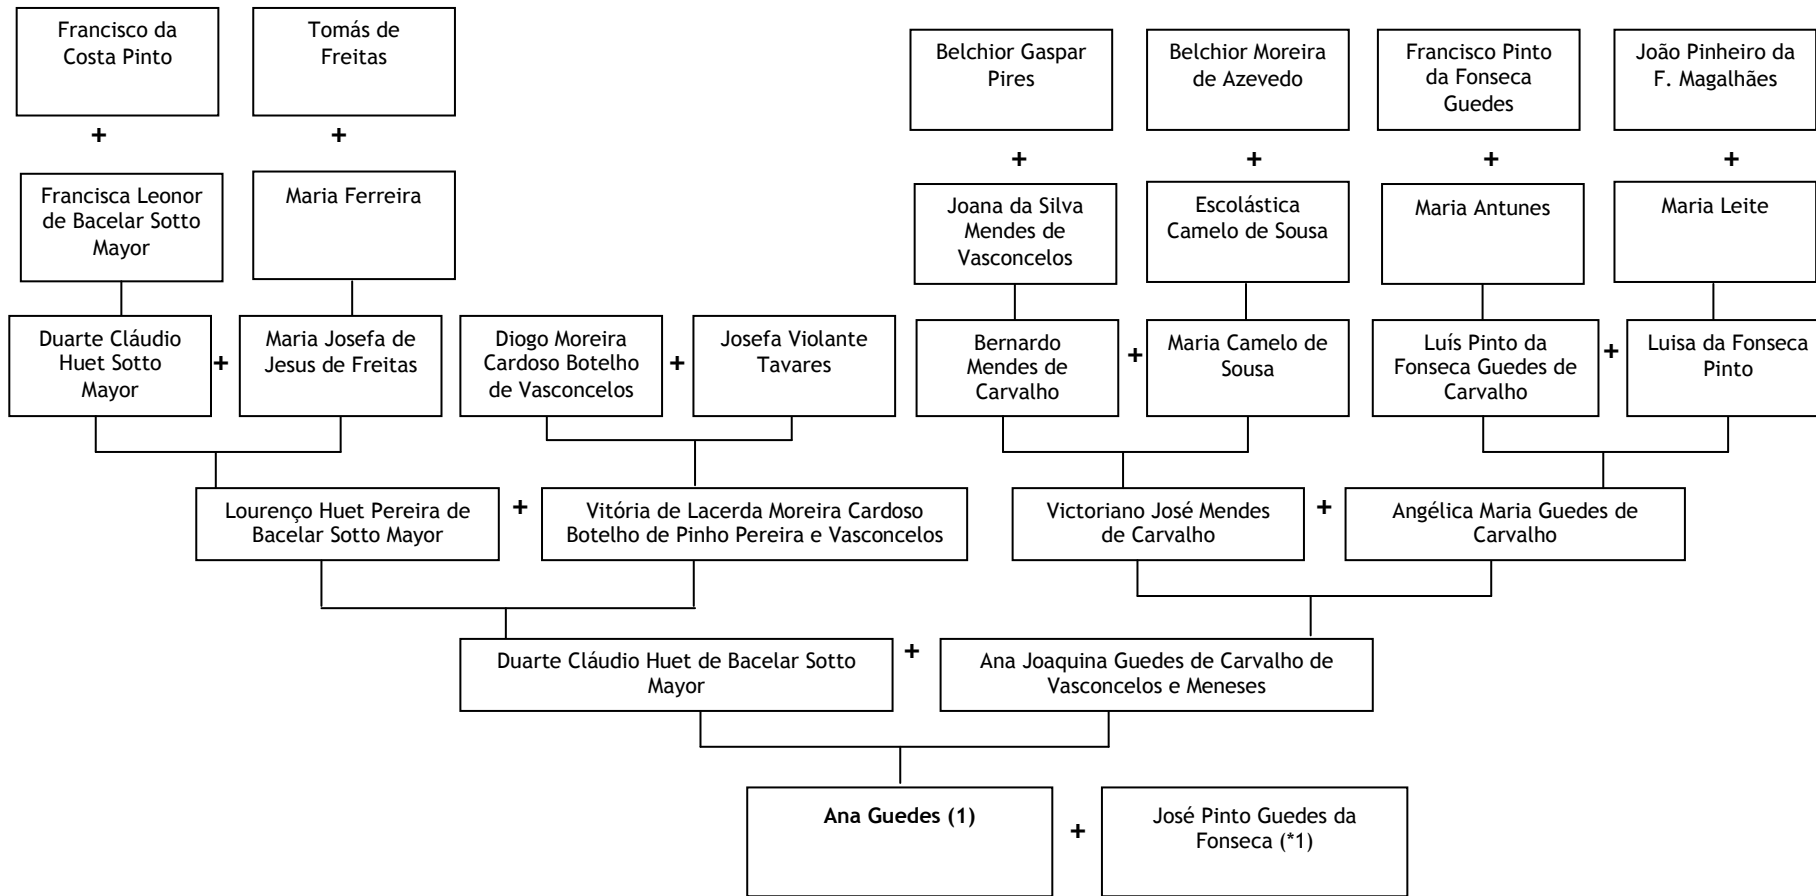 Francisco da
Costa Pinto
Tomás de
Freitas
Belchior Gaspar
Pires
Belchior Moreira
de Azevedo
Francisco Pinto
da Fonseca
Guedes
João Pinheiro da
F. Magalhães
+
+
+
+
+
+
Francisca Leonor
de Bacelar Sotto
Mayor
Maria Ferreira
Joana da Silva
Mendes de
Vasconcelos
Escolástica
Camelo de Sousa
Maria Antunes
Maria Leite
Duarte Cláudio
Huet Sotto
Mayor
+
Maria Josefa de
Jesus de Freitas
Diogo Moreira
Cardoso Botelho
de Vasconcelos
+
Josefa Violante
Tavares
Bernardo
Mendes de
Carvalho
+
Maria Camelo de
Sousa
Luís Pinto da
Fonseca Guedes de
Carvalho
+
Luisa da Fonseca
Pinto
Lourenço Huet Pereira de
Bacelar Sotto Mayor
+
Vitória de Lacerda Moreira Cardoso
Botelho de Pinho Pereira e Vasconcelos
Victoriano José Mendes
de Carvalho
+
Angélica Maria Guedes de
Carvalho
Duarte Cláudio Huet de Bacelar Sotto
Mayor
+
Ana Joaquina Guedes de Carvalho de
Vasconcelos e Meneses
Ana Guedes (1)
+
José Pinto Guedes da
Fonseca (*1)